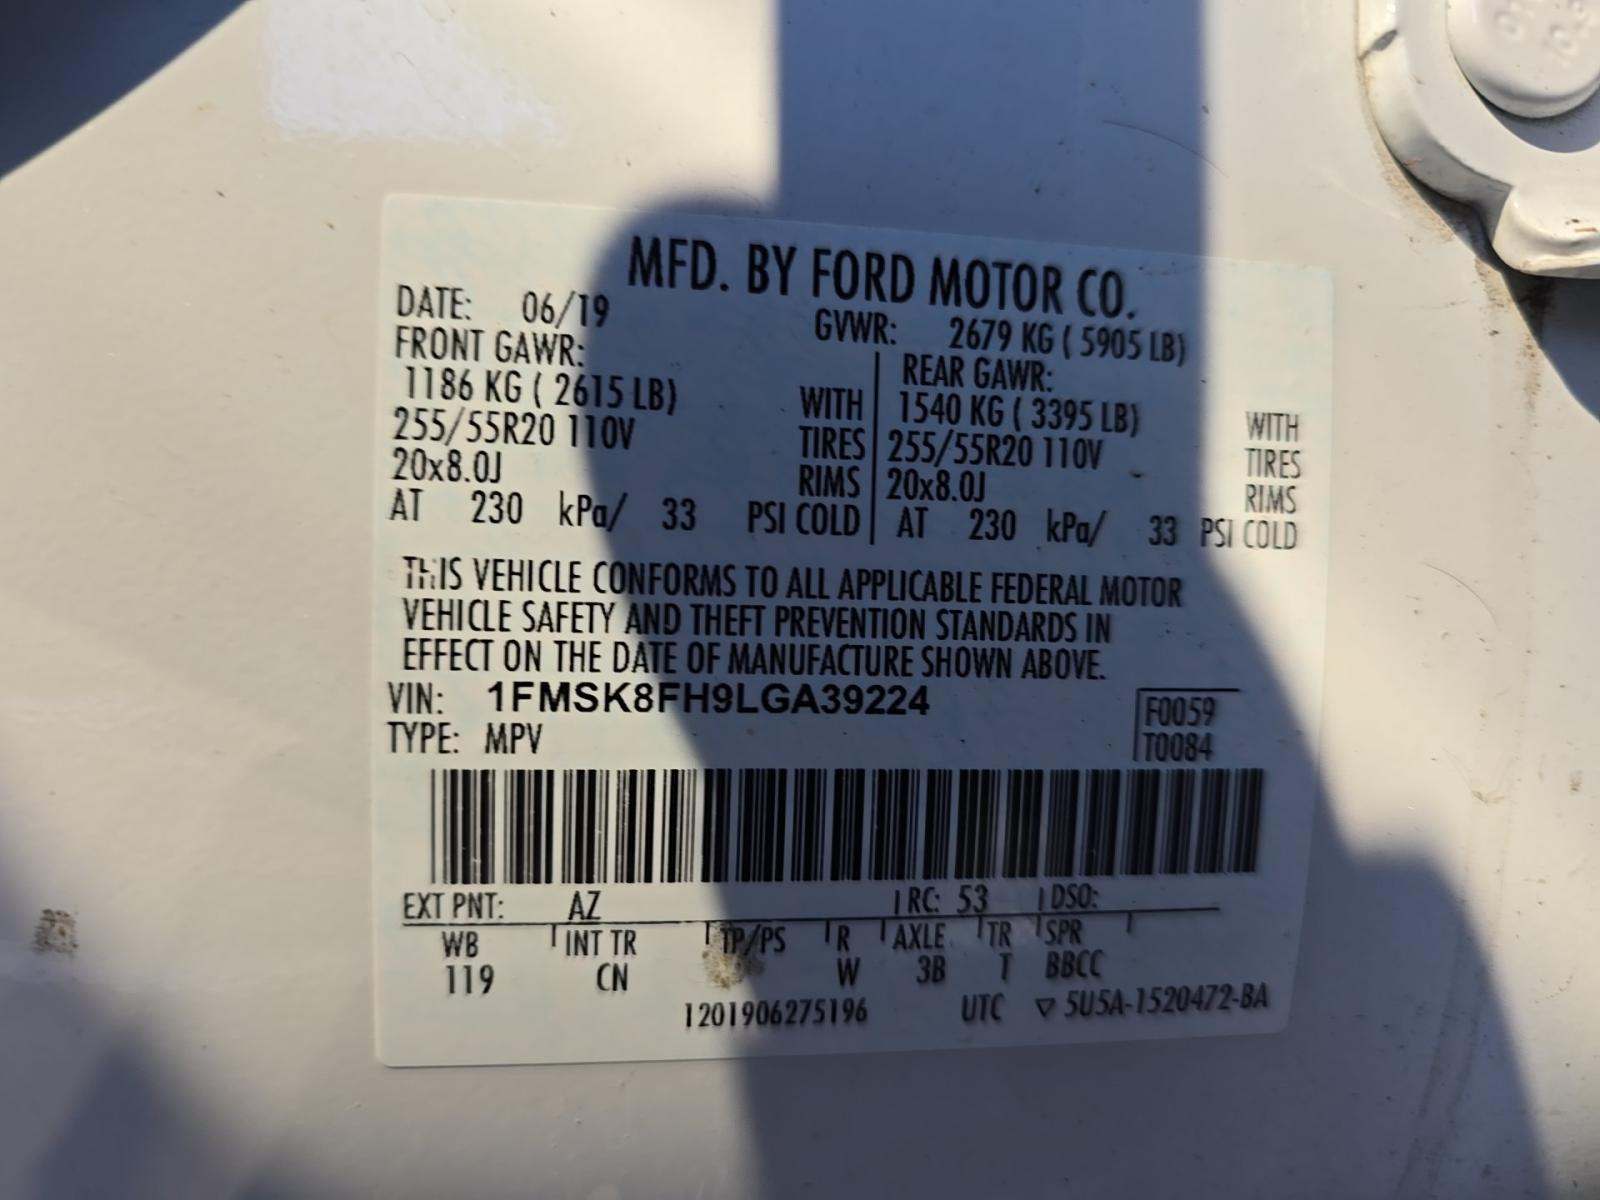 MFD. BY FORD MOTOR CO.
DATE: 06/19 GVWR: 2679 KG ( 5905 LB)
FRONT GAWR: REAR GAWR:
1186 KG ( 2615 LB) WITH 1540 KG ( 3395 LB) WITH
255/55R20 110V TIRES 255/55R20 110V TIRES
20x8.0J RIMS 20x8.0J RIMS
AT 230 kPa/ 33 PSI COLD AT 230 kPa/ 33 PSI COLD
THIS VEHICLE CONFORMS TO ALL APPLICABLE FEDERAL MOTOR
VEHICLE SAFETY AND THEFT PREVENTION STANDARDS IN
EFFECT ON THE DATE OF MANUFACTURE SHOWN ABOVE.
VIN: 1FMSK8FH9LGA39224
F0059
TYPE: MPV
T0084
EXT PNT: AZ RC: 53 DSO:
WB INT TR TP/PS R AXLE TR SPR
119 CN W 3B T BBCC
1201906275196 UTC ▽ 5U5A-1520472-BA